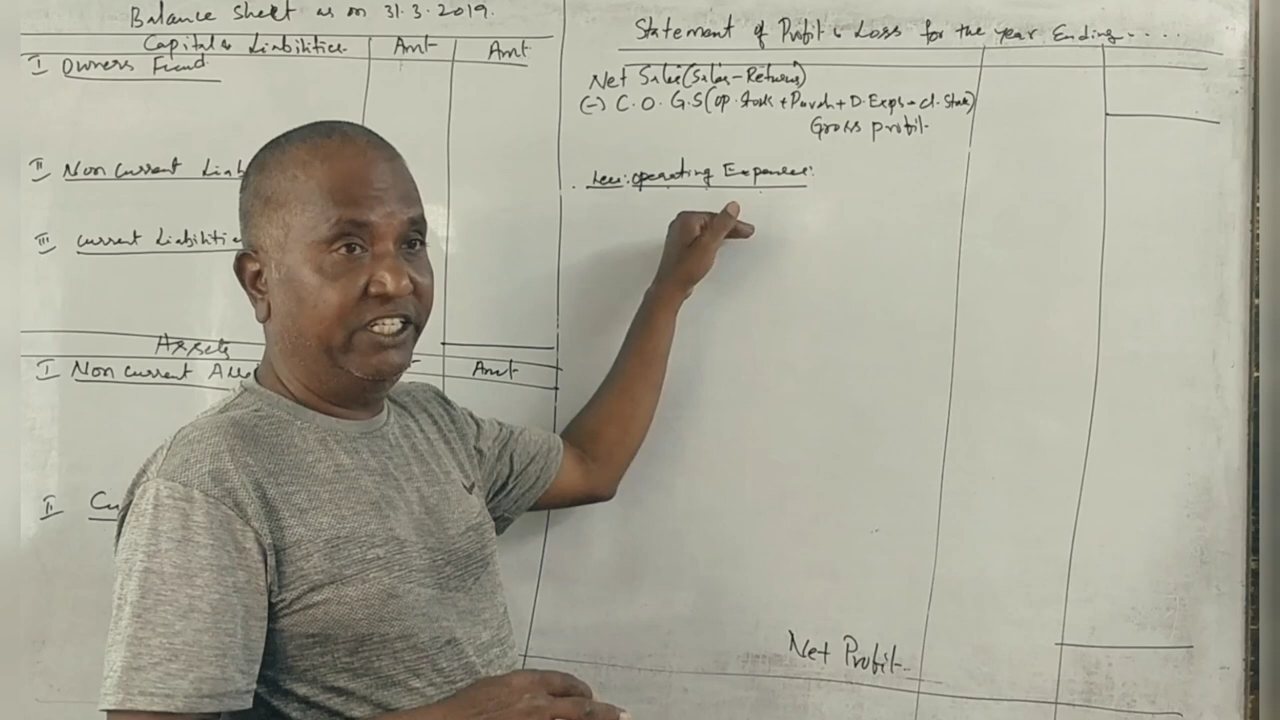 Balance Sheet as on 31.3.2019.
Capital & Liabilities. Amt Amt
I Owners Fund
II Non Current Liab
III Current Liabilitie
Assets
I Non current Asse
Amt
II Cu
Statement of Profit & Loss for the year Ending.....
Net Sales (Sales - Returns)
(-) C.O.G.S (op. Stock + Purch + D. Exps - cl. Stock)
Gross profit.
Less: operating Expenses:
Net Profit